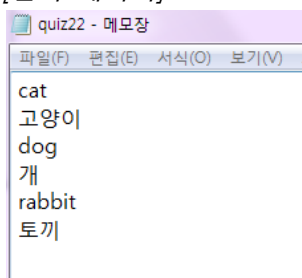 quiz22 - 메모장
파일(F) 편집(E) 서식(O) 보기(V)
cat
고양이
dog
개
rabbit
토끼